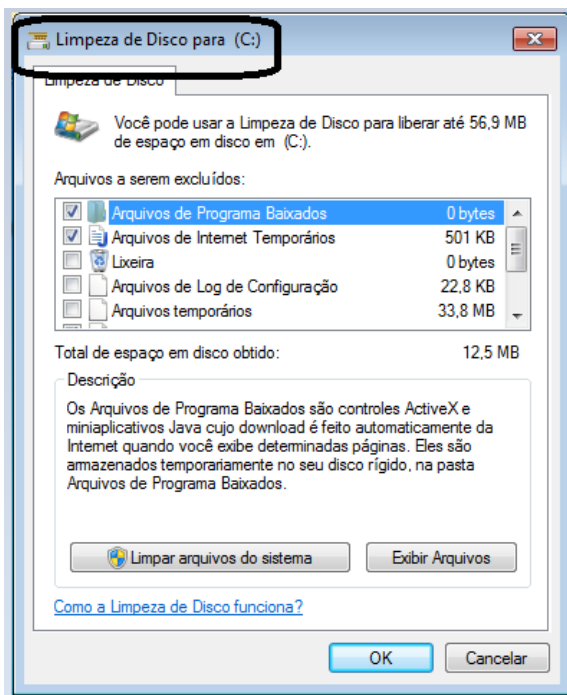 Limpeza de Disco para (C:)
Limpeza de Disco
Você pode usar a Limpeza de Disco para liberar até 56,9 MB
de espaço em disco em (C:).
Arquivos a serem excluídos:
Arquivos de Programa Baixados 0 bytes
Arquivos de Internet Temporários 501 KB
Lixeira 0 bytes
Arquivos de Log de Configuração 22,8 KB
Arquivos temporários 33,8 MB
Total de espaço em disco obtido: 12,5 MB
Descrição
Os Arquivos de Programa Baixados são controles ActiveX e
miniaplicativos Java cujo download é feito automaticamente da
Internet quando você exibe determinadas páginas. Eles são
armazenados temporariamente no seu disco rígido, na pasta
Arquivos de Programa Baixados.
Limpar arquivos do sistema Exibir Arquivos
Como a Limpeza de Disco funciona?
OK Cancelar